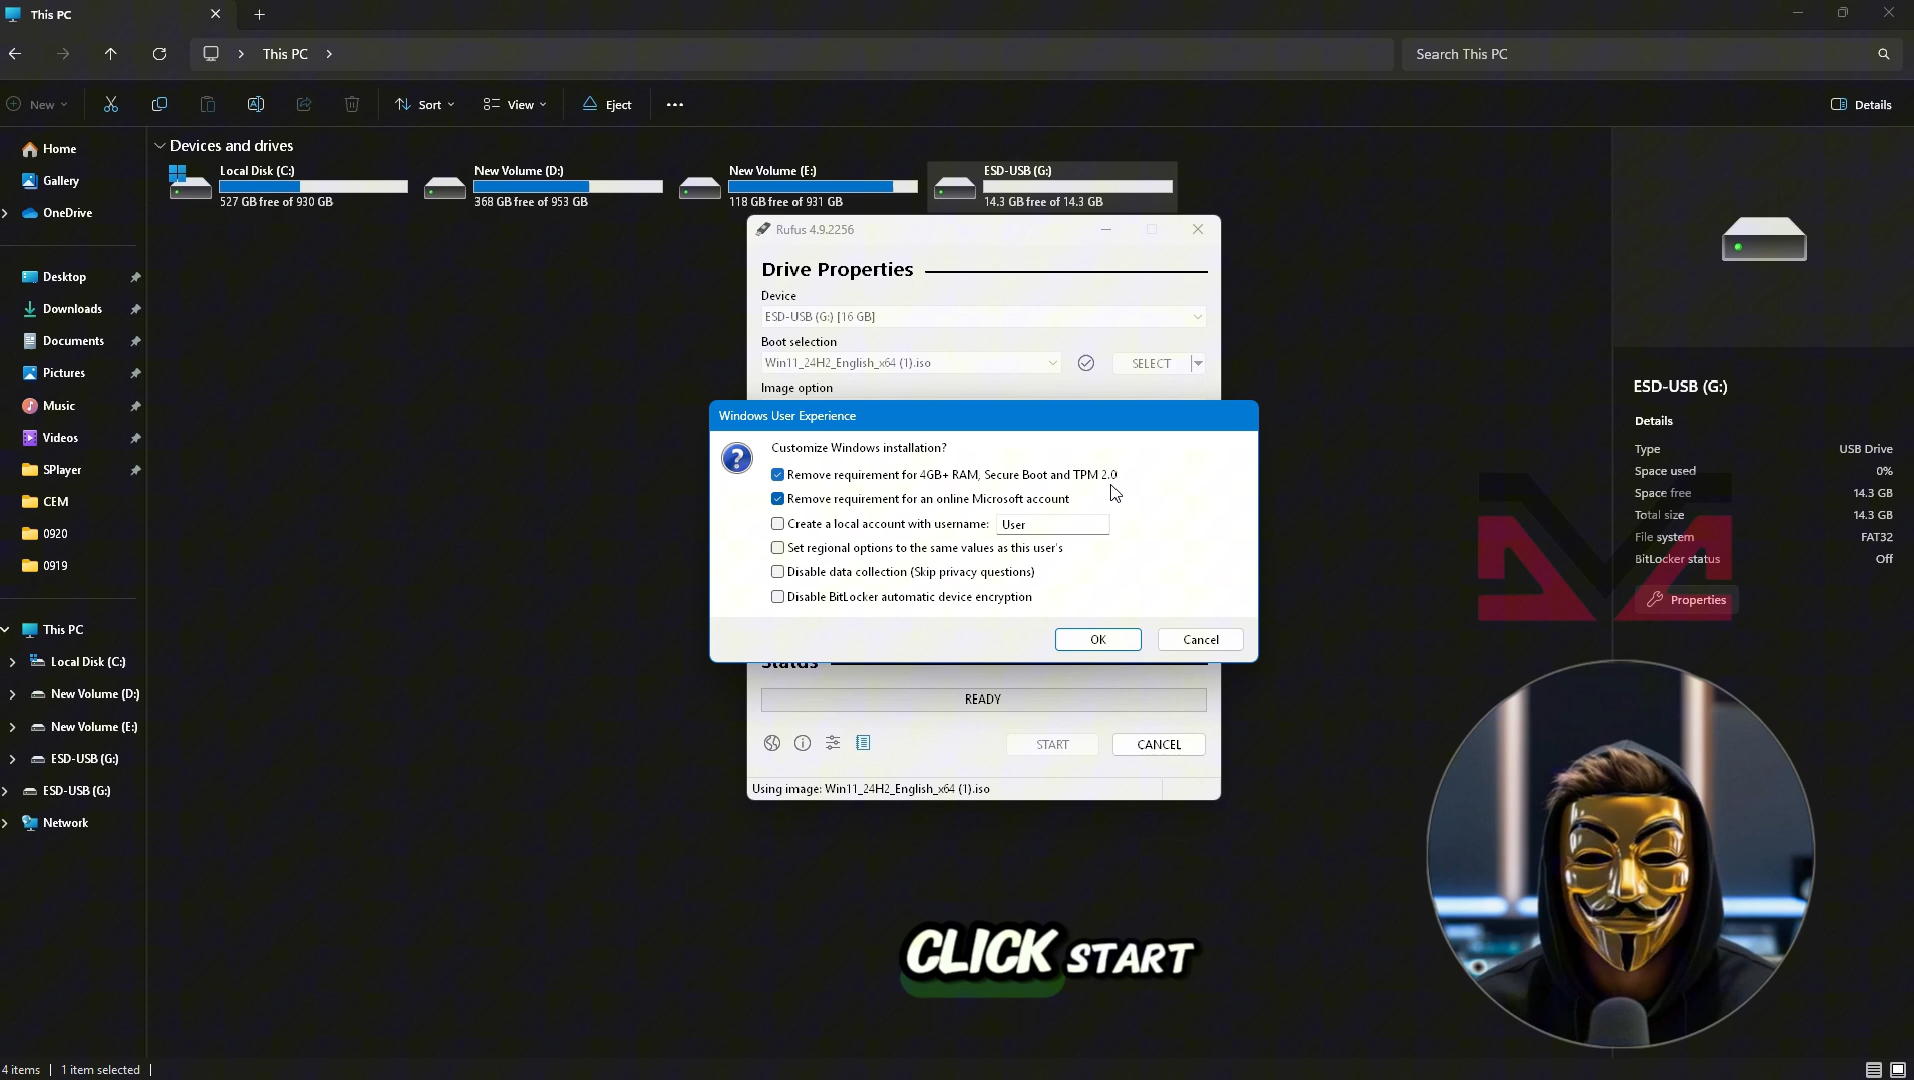 This PC
This PC
Search This PC
New
Sort
View
Eject
Details
Home
Gallery
OneDrive
Desktop
Downloads
Documents
Pictures
Music
Videos
SPlayer
CEM
0920
0919
This PC
Local Disk (C:)
New Volume (D:)
New Volume (E:)
ESD-USB (G:)
ESD-USB (G:)
Network
Devices and drives
Local Disk (C:)
527 GB free of 930 GB
New Volume (D:)
368 GB free of 953 GB
New Volume (E:)
118 GB free of 931 GB
ESD-USB (G:)
14.3 GB free of 14.3 GB
Rufus 4.9.2256
Drive Properties
Device
ESD-USB (G:) [16 GB]
Boot selection
Win11_24H2_English_x64 (1).iso
SELECT
Image option
Windows User Experience
Customize Windows installation?
Remove requirement for 4GB+ RAM, Secure Boot and TPM 2.0
Remove requirement for an online Microsoft account
Create a local account with username: User
Set regional options to the same values as this user's
Disable data collection (Skip privacy questions)
Disable BitLocker automatic device encryption
OK
Cancel
Status
READY
START
CANCEL
Using image: Win11_24H2_English_x64 (1).iso
ESD-USB (G:)
Details
Type USB Drive
Space used 0%
Space free 14.3 GB
Total size 14.3 GB
File system FAT32
BitLocker status Off
Properties
CLICK START
4 items
1 item selected